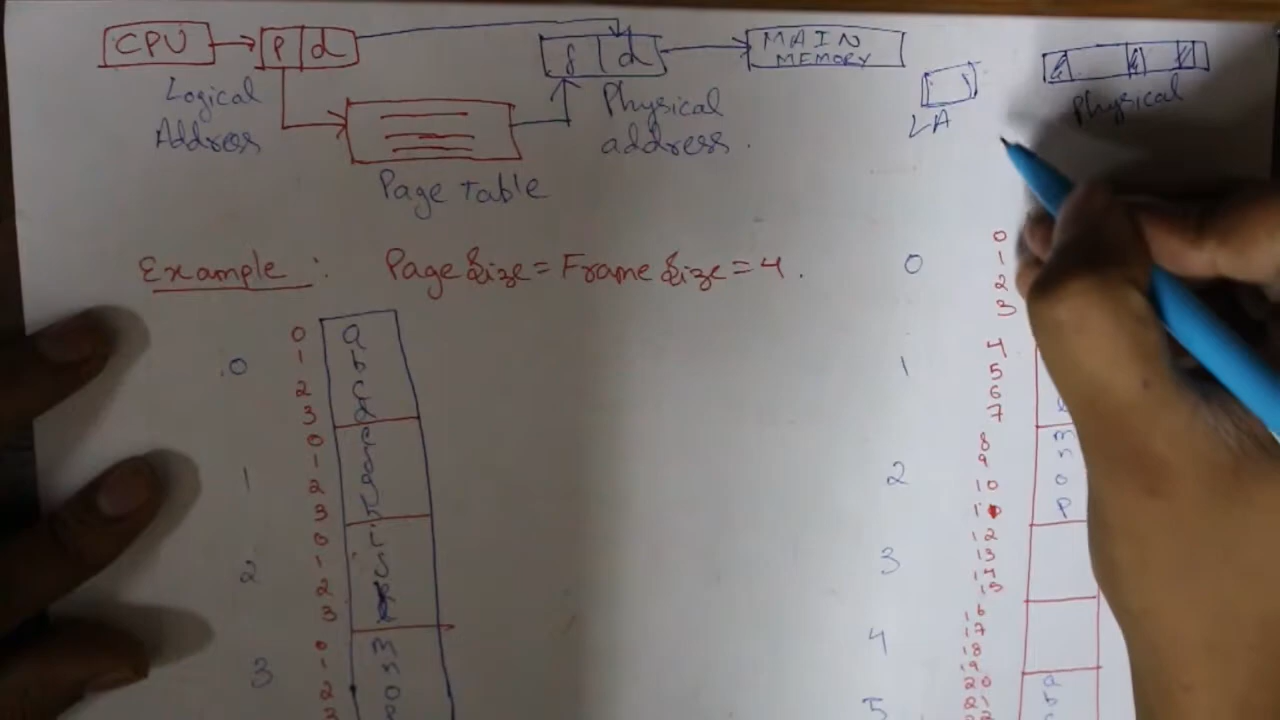 CPU p d f d MAIN MEMORY
Logical Address
Page Table
Physical address.
LA
Physical
Example : Page Size = Frame Size = 4.
0
0
1
2
3
a
b
c
d
1
0
1
2
3
e
f
g
h
2
0
1
2
3
i
j
k
l
3
0
1
2
m
n
o
p
0
0
1
2
3
1
4
5
6
7
2
8
9
10
11
m
n
o
p
3
12
13
14
15
4
16
17
18
19
5
20
21
a
b
c